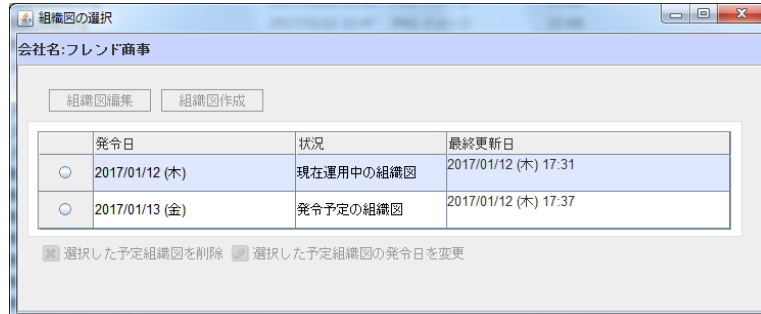 組織図の選択
会社名:フレンド商事
組織図編集 組織図作成
発令日 状況 最終更新日
2017/01/12 (木) 現在運用中の組織図 2017/01/12 (木) 17:31
2017/01/13 (金) 発令予定の組織図 2017/01/12 (木) 17:37
選択した予定組織図を削除 選択した予定組織図の発令日を変更